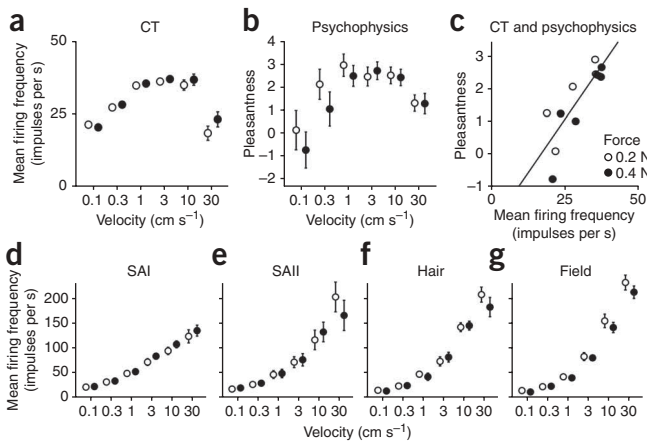 a
CT
Mean firing frequency
(impulses per s)
50
25
0
0.1 0.3 1 3 10 30
Velocity (cm s⁻¹)
b
Psychophysics
Pleasantness
4
3
2
1
0
−1
−2
0.1 0.3 1 3 10 30
Velocity (cm s⁻¹)
c
CT and psychophysics
Pleasantness
3
2
1
0
−1
0 25 50
Mean firing frequency
(impulses per s)
Force
0.2 N
0.4 N
d
SAI
Mean firing frequency
(impulses per s)
200
150
100
50
0
0.1 0.3 1 3 10 30
e
SAII
0.1 0.3 1 3 10 30
f
Hair
0.1 0.3 1 3 10 30
g
Field
0.1 0.3 1 3 10 30
Velocity (cm s⁻¹)